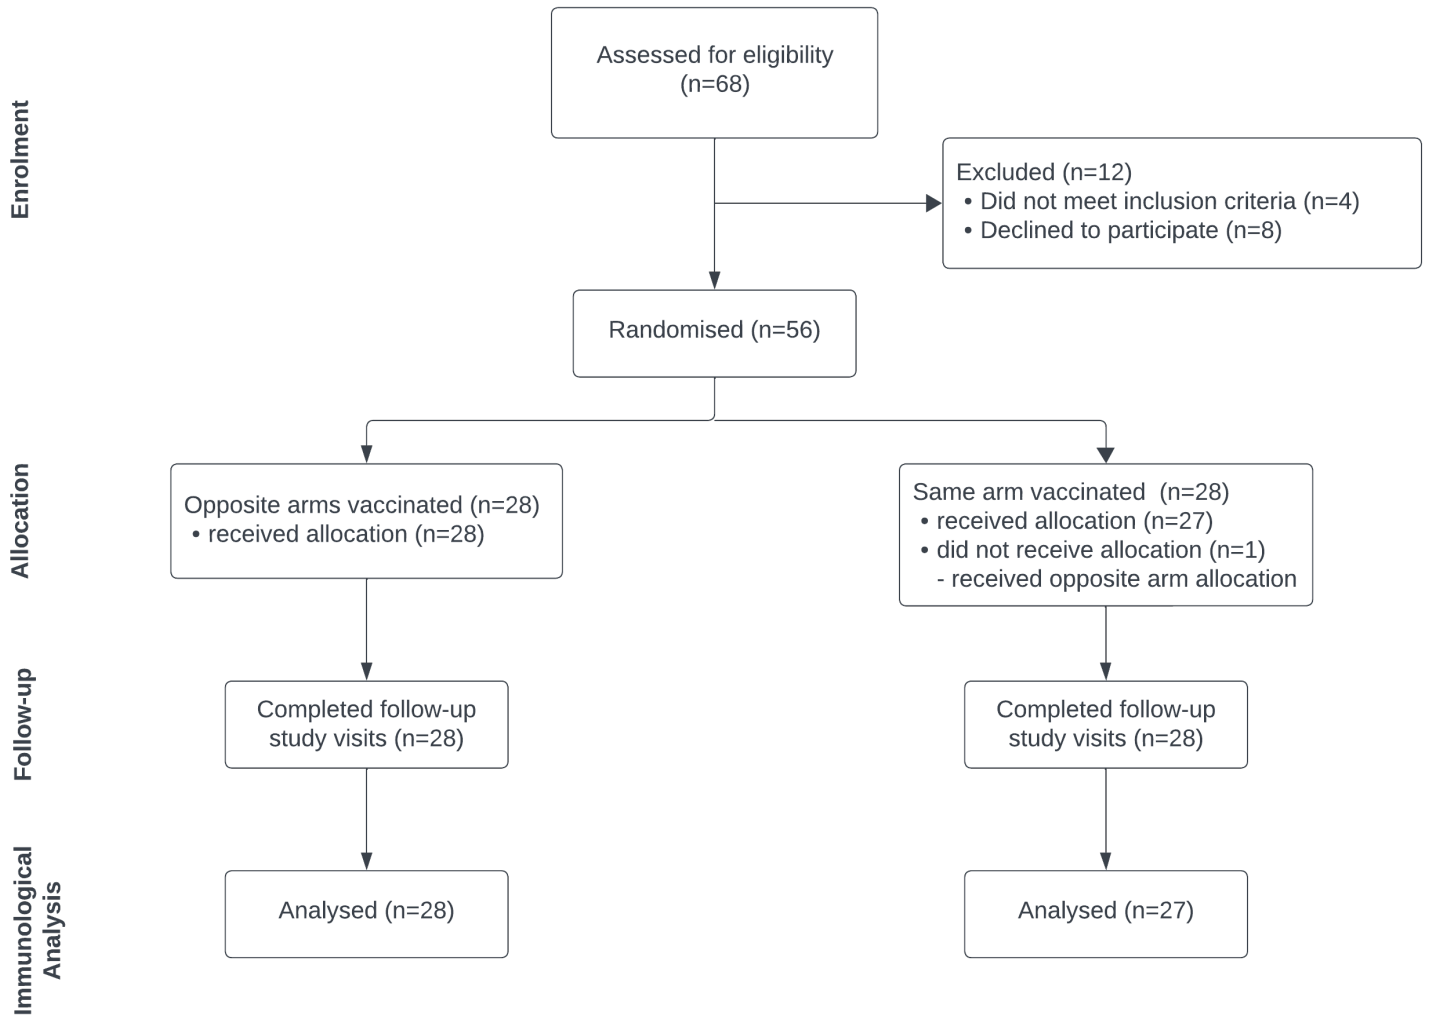 Enrolment
Assessed for eligibility
(n=68)
Excluded (n=12)
• Did not meet inclusion criteria (n=4)
• Declined to participate (n=8)
Randomised (n=56)
Allocation
Opposite arms vaccinated (n=28)
• received allocation (n=28)
Same arm vaccinated  (n=28)
• received allocation (n=27)
• did not receive allocation (n=1)
- received opposite arm allocation
Follow-up
Completed follow-up
study visits (n=28)
Completed follow-up
study visits (n=28)
Immunological
Analysis
Analysed (n=28)
Analysed (n=27)